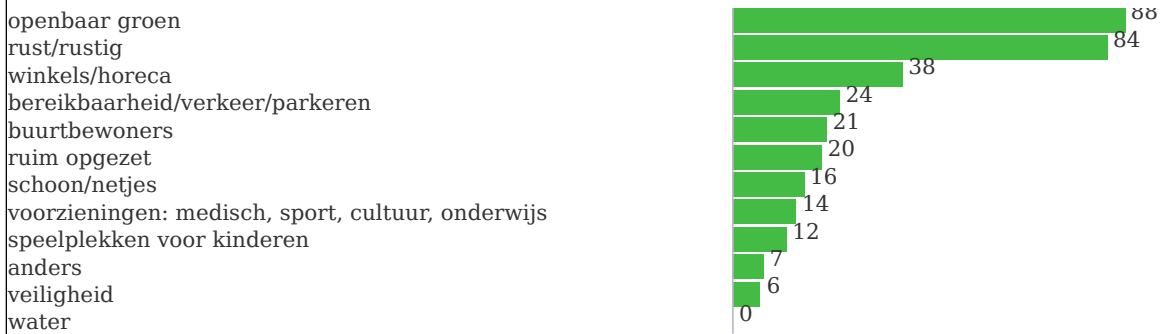 openbaar groen 88
rust/rustig 84
winkels/horeca 38
bereikbaarheid/verkeer/parkeren 24
buurtbewoners 21
ruim opgezet 20
schoon/netjes 16
voorzieningen: medisch, sport, cultuur, onderwijs 14
speelplekken voor kinderen 12
anders 7
veiligheid 6
water 0